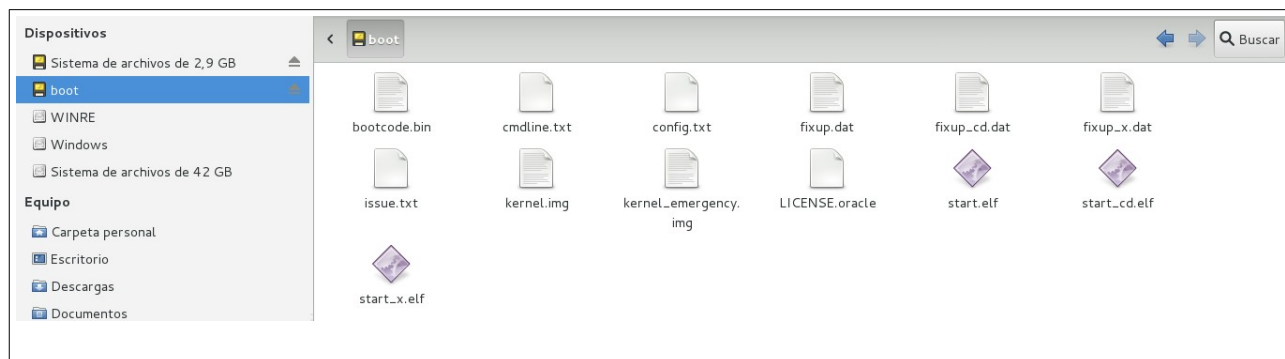 Dispositivos
Sistema de archivos de 2,9 GB
boot
WINRE
Windows
Sistema de archivos de 42 GB
Equipo
Carpeta personal
Escritorio
Descargas
Documentos
boot
Buscar
bootcode.bin
cmdline.txt
config.txt
fixup.dat
fixup_cd.dat
fixup_x.dat
issue.txt
kernel.img
kernel_emergency.
img
LICENSE.oracle
start.elf
start_cd.elf
start_x.elf